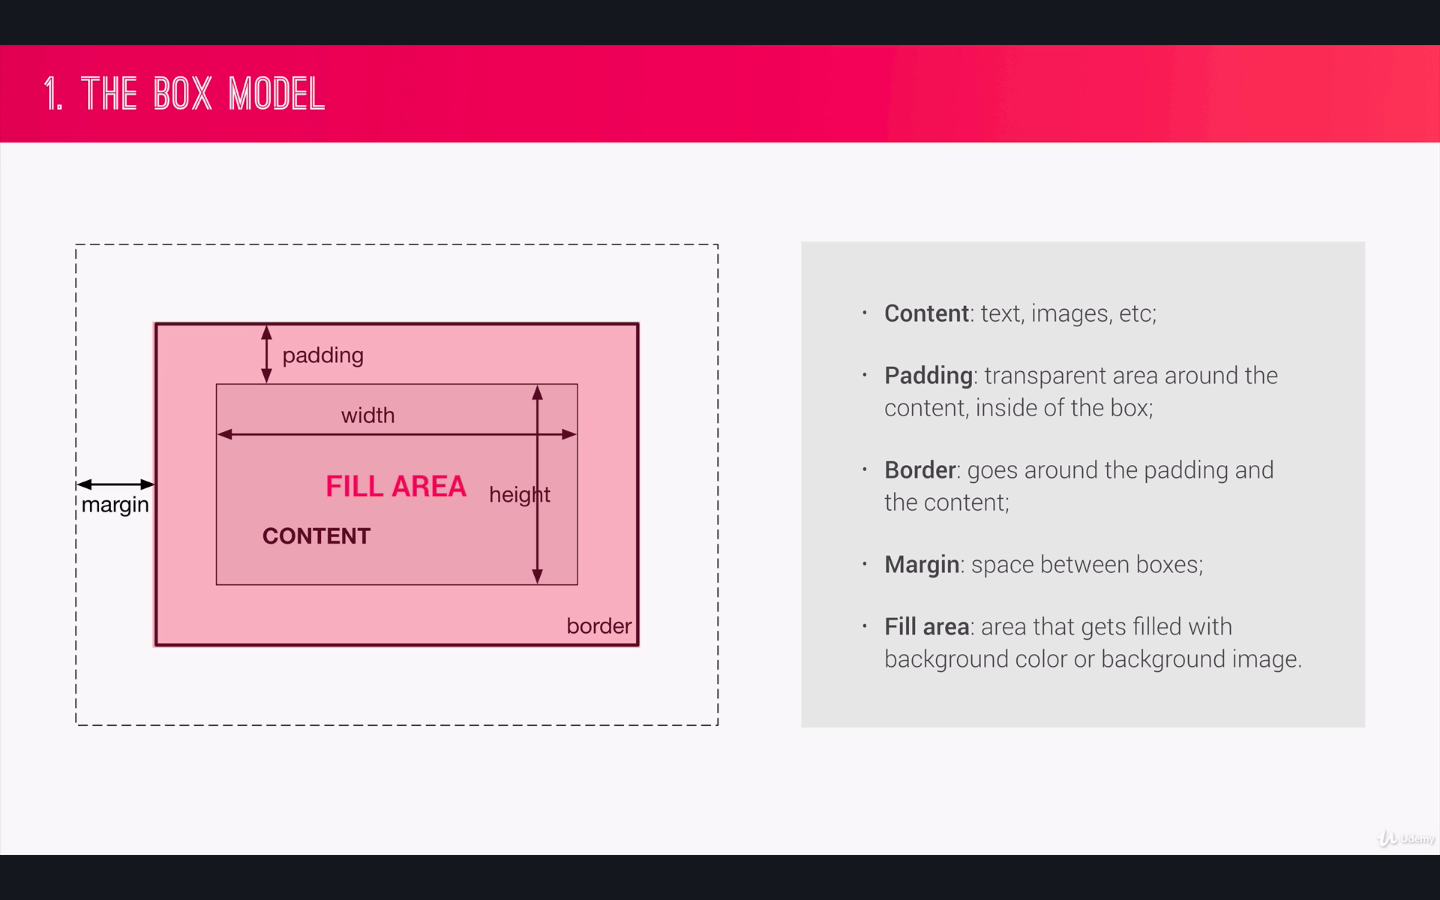 1. THE BOX MODEL
padding
width
FILL AREA
height
margin
CONTENT
border
· Content: text, images, etc;
· Padding: transparent area around the
content, inside of the box;
· Border: goes around the padding and
the content;
· Margin: space between boxes;
· Fill area: area that gets filled with
background color or background image.
Udemy